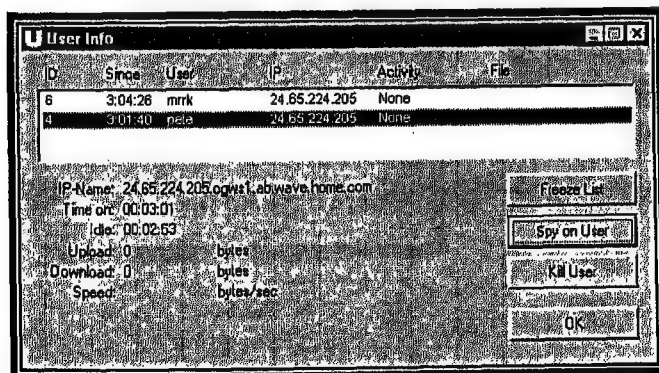 User Info
ID Since User IP Activity File
6 3:04:26 mrrk 24.65.224.205 None
4 3:01:40 pete 24.65.224.205 None
IP-Name: 24.65.224.205.ogws1.ab.wave.home.com
Time on: 00:03:01
Idle: 00:02:53
Upload: 0 bytes
Download: 0 bytes
Speed: bytes/sec
Freeze List
Spy on User
Kill User
OK